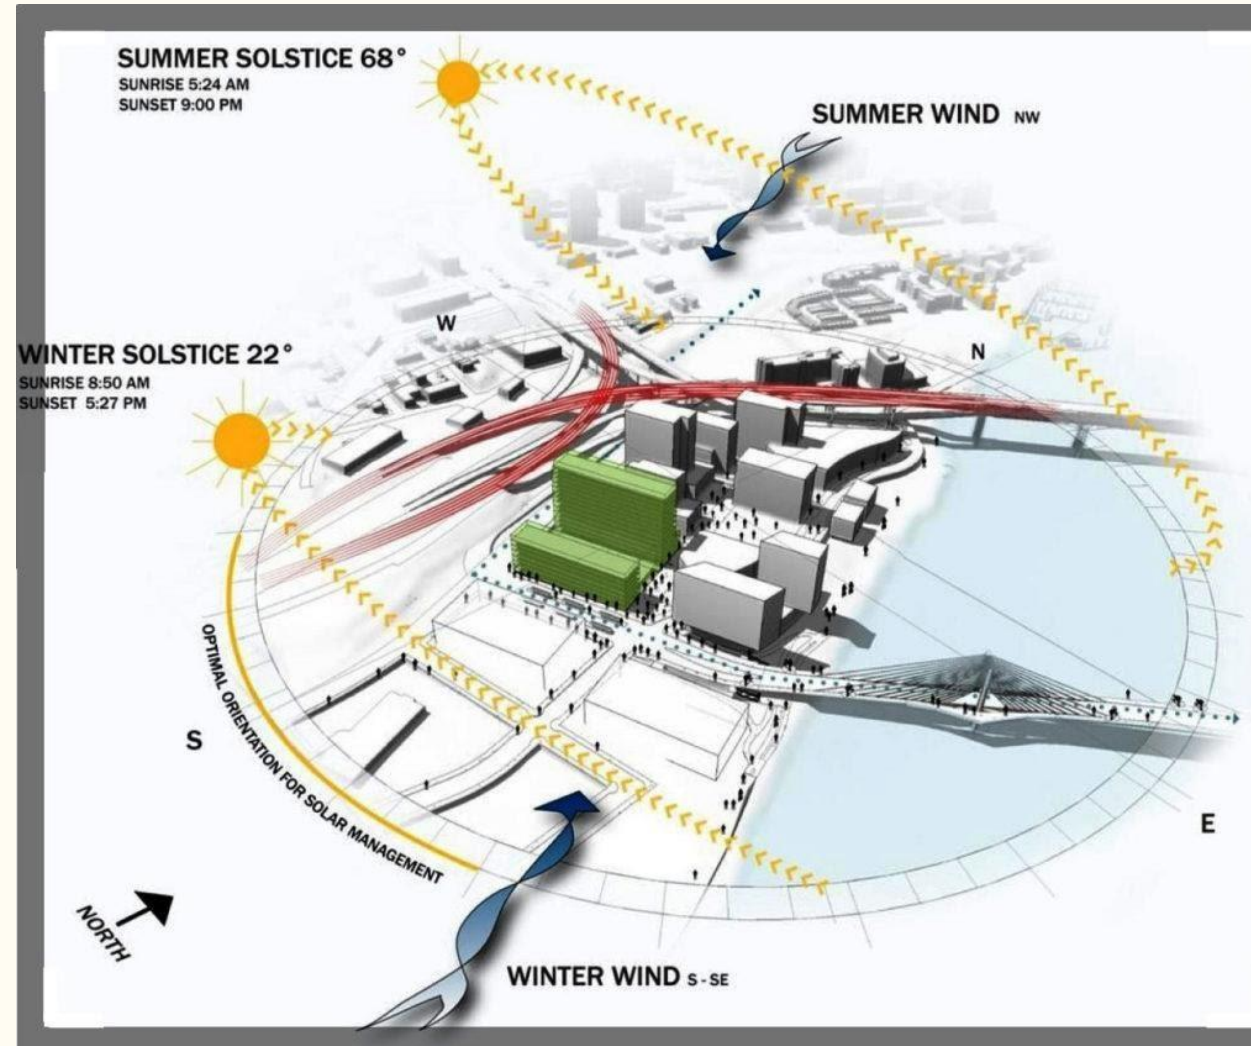 SUMMER SOLSTICE 68°
SUNRISE 5:24 AM
SUNSET 9:00 PM
SUMMER WIND NW
W
N
WINTER SOLSTICE 22°
SUNRISE 8:50 AM
SUNSET 5:27 PM
OPTIMAL ORIENTATION FOR SOLAR MANAGEMENT
S
E
NORTH
WINTER WIND S - SE